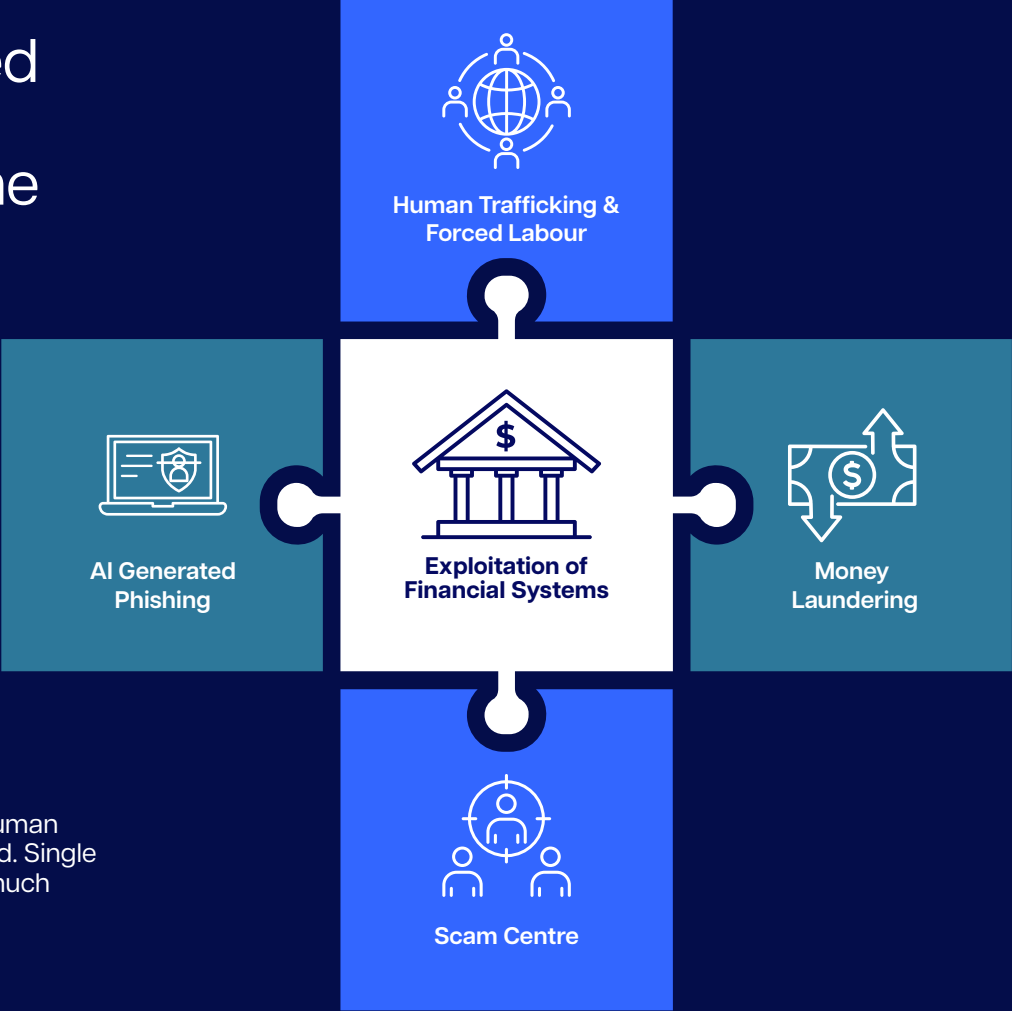 ed
ne
Human Trafficking &
Forced Labour
$
Exploitation of
Financial Systems
AI Generated
Phishing
$
Money
Laundering
uman
d. Single
much
Scam Centre